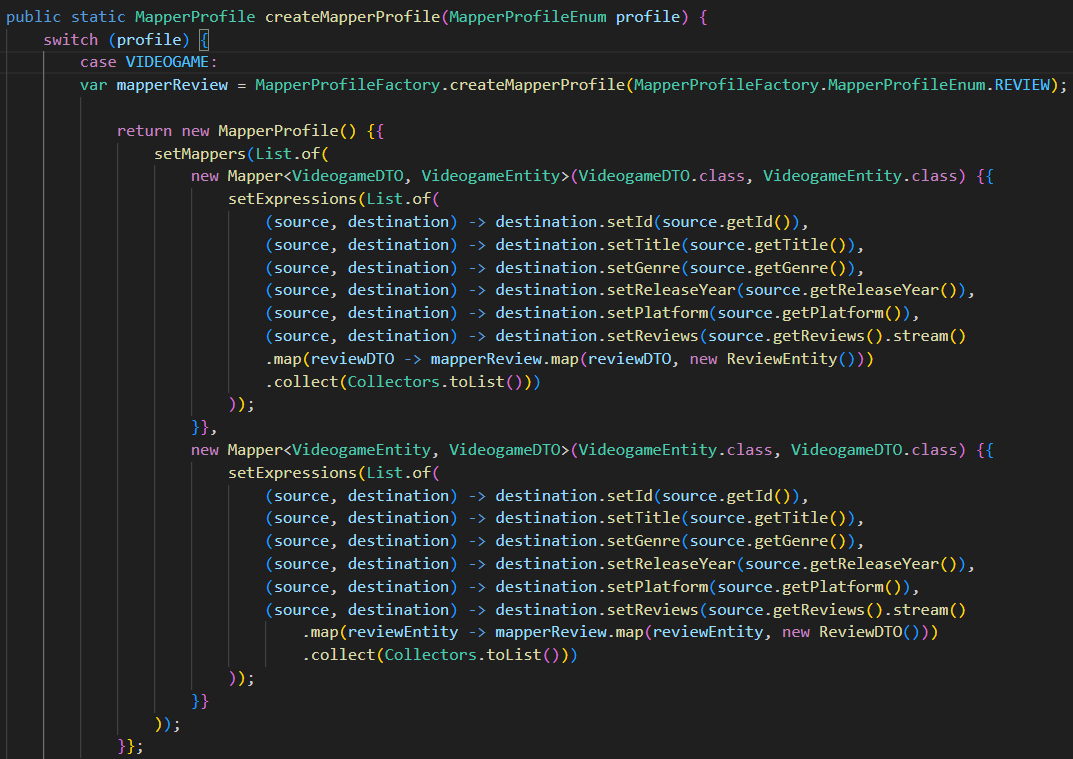 public static MapperProfile createMapperProfile(MapperProfileEnum profile) {
switch (profile) {
case VIDEOGAME:
var mapperReview = MapperProfileFactory.createMapperProfile(MapperProfileFactory.MapperProfileEnum.REVIEW);
return new MapperProfile() {{
setMappers(List.of(
new Mapper<VideogameDTO, VideogameEntity>(VideogameDTO.class, VideogameEntity.class) {{
setExpressions(List.of(
(source, destination) -> destination.setId(source.getId()),
(source, destination) -> destination.setTitle(source.getTitle()),
(source, destination) -> destination.setGenre(source.getGenre()),
(source, destination) -> destination.setReleaseYear(source.getReleaseYear()),
(source, destination) -> destination.setPlatform(source.getPlatform()),
(source, destination) -> destination.setReviews(source.getReviews().stream()
.map(reviewDTO -> mapperReview.map(reviewDTO, new ReviewEntity()))
.collect(Collectors.toList()))
));
}},
new Mapper<VideogameEntity, VideogameDTO>(VideogameEntity.class, VideogameDTO.class) {{
setExpressions(List.of(
(source, destination) -> destination.setId(source.getId()),
(source, destination) -> destination.setTitle(source.getTitle()),
(source, destination) -> destination.setGenre(source.getGenre()),
(source, destination) -> destination.setReleaseYear(source.getReleaseYear()),
(source, destination) -> destination.setPlatform(source.getPlatform()),
(source, destination) -> destination.setReviews(source.getReviews().stream()
.map(reviewEntity -> mapperReview.map(reviewEntity, new ReviewDTO()))
.collect(Collectors.toList()))
));
}}
));
}};